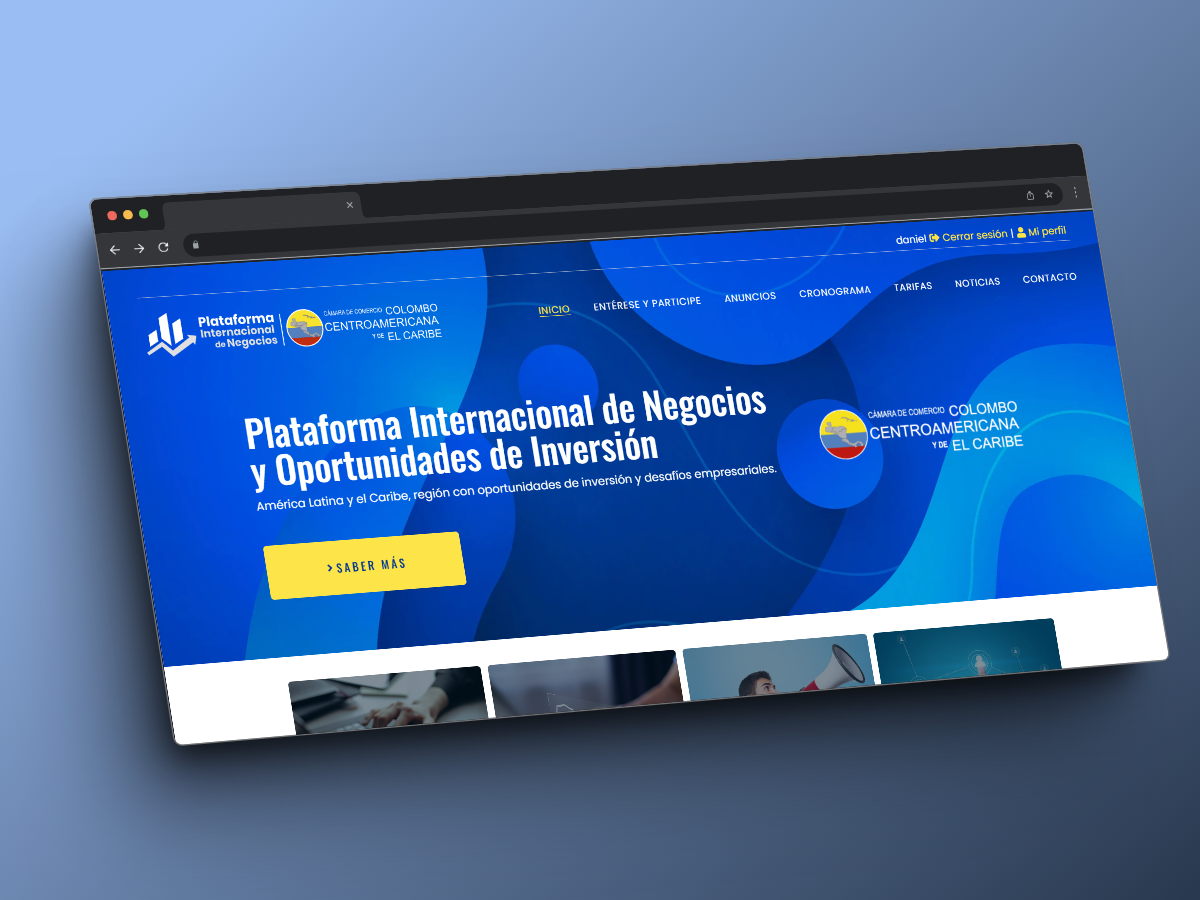 daniel Cerrar sesión | Mi perfil
Plataforma
Internacional
de Negocios
CÁMARA DE COMERCIO COLOMBO
CENTROAMERICANA
Y DE EL CARIBE
INICIO ENTÉRESE Y PARTICIPE ANUNCIOS CRONOGRAMA TARIFAS NOTICIAS CONTACTO
Plataforma Internacional de Negocios
y Oportunidades de Inversión
América Latina y el Caribe, región con oportunidades de inversión y desafíos empresariales.
CÁMARA DE COMERCIO COLOMBO
CENTROAMERICANA
Y DE EL CARIBE
SABER MÁS